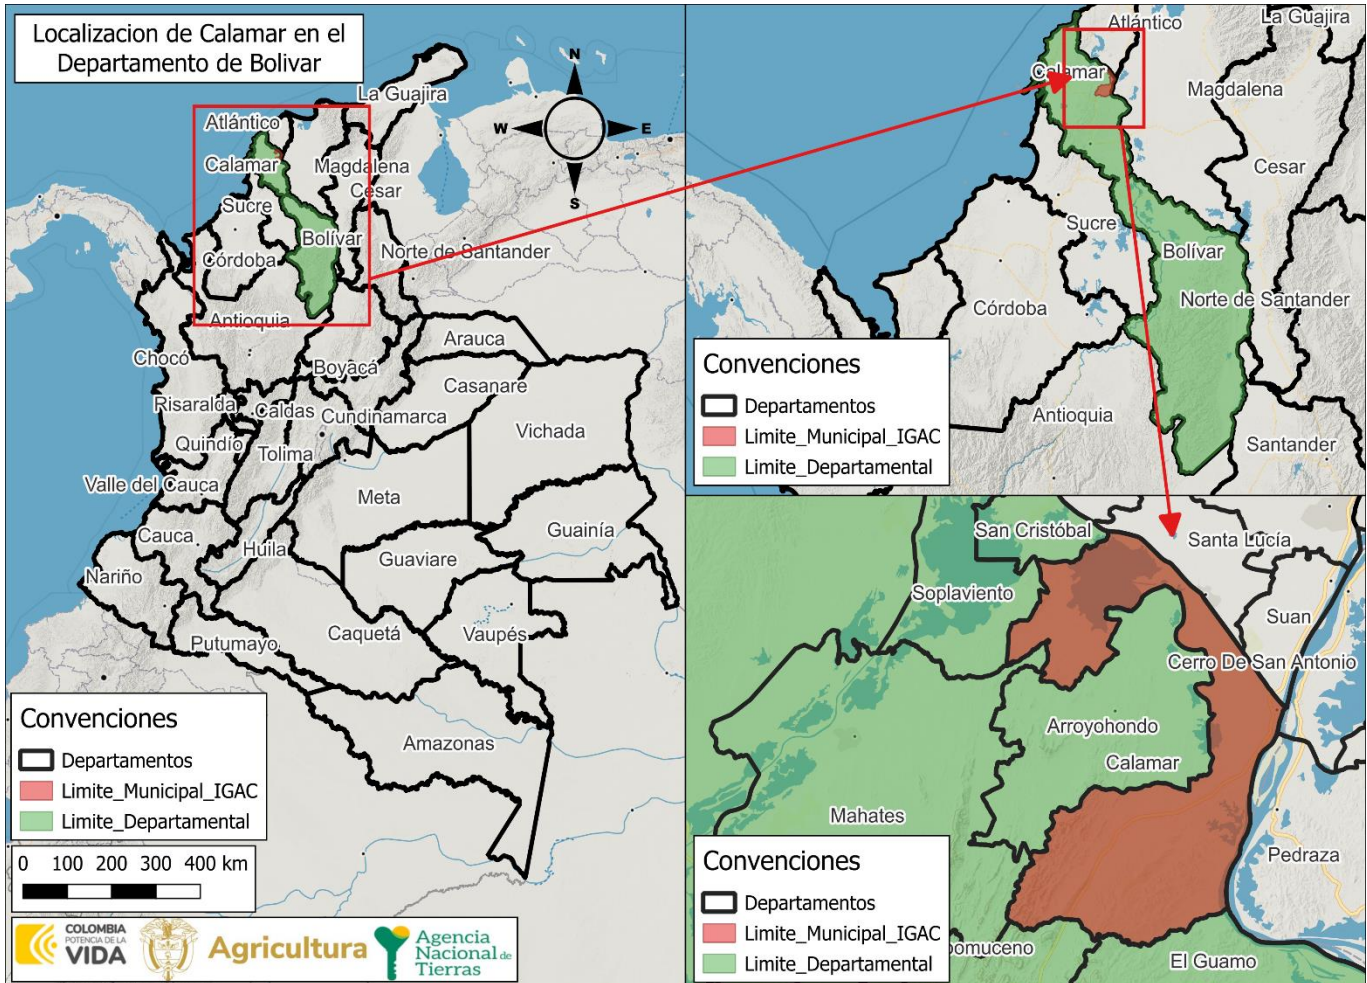 Localizacion de Calamar en el
Departamento de Bolivar
N
W
E
S
La Guajira
Atlántico
Calamar
Magdalena
Cesar
Sucre
Bolívar
Norte de Santander
Córdoba
Antioquia
Arauca
Chocó
Boyacá
Casanare
Risaralda
Caldas
Cundinamarca
Vichada
Quindío
Tolima
Valle del Cauca
Meta
Cauca
Huila
Guainía
Guaviare
Nariño
Putumayo
Caquetá
Vaupés
Amazonas
Convenciones
Departamentos
Limite_Municipal_IGAC
Limite_Departamental
0 100 200 300 400 km
COLOMBIA
POTENCIA DE LA
VIDA
Agricultura
Agencia
Nacional de
Tierras
Atlántico
La Guajira
Calamar
Magdalena
Cesar
Sucre
Bolívar
Córdoba
Norte de Santander
Antioquia
Santander
Convenciones
Departamentos
Limite_Municipal_IGAC
Limite_Departamental
San Cristóbal
Santa Lucía
Soplaviento
Suan
Cerro De San Antonio
Arroyohondo
Calamar
Mahates
Pedraza
pomuceno
El Guamo
Convenciones
Departamentos
Limite_Municipal_IGAC
Limite_Departamental